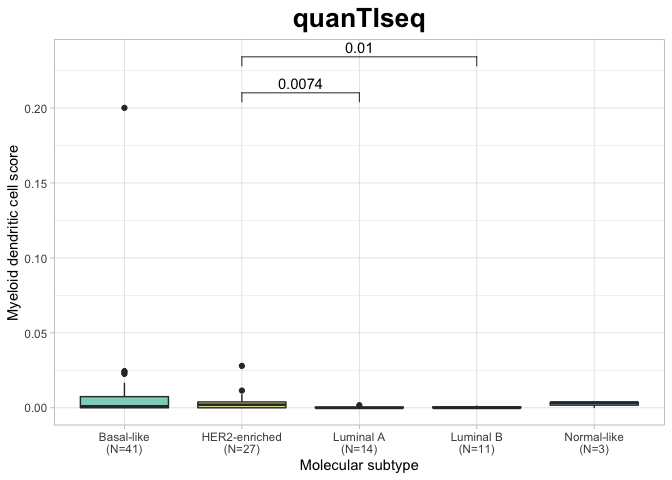 quanTIseq
0.01
0.0074
Myeloid dendritic cell score
0.20
0.15
0.10
0.05
0.00
Basal-like HER2-enriched Luminal A Luminal B Normal-like
(N=41) (N=27) (N=14) (N=11) (N=3)
Molecular subtype